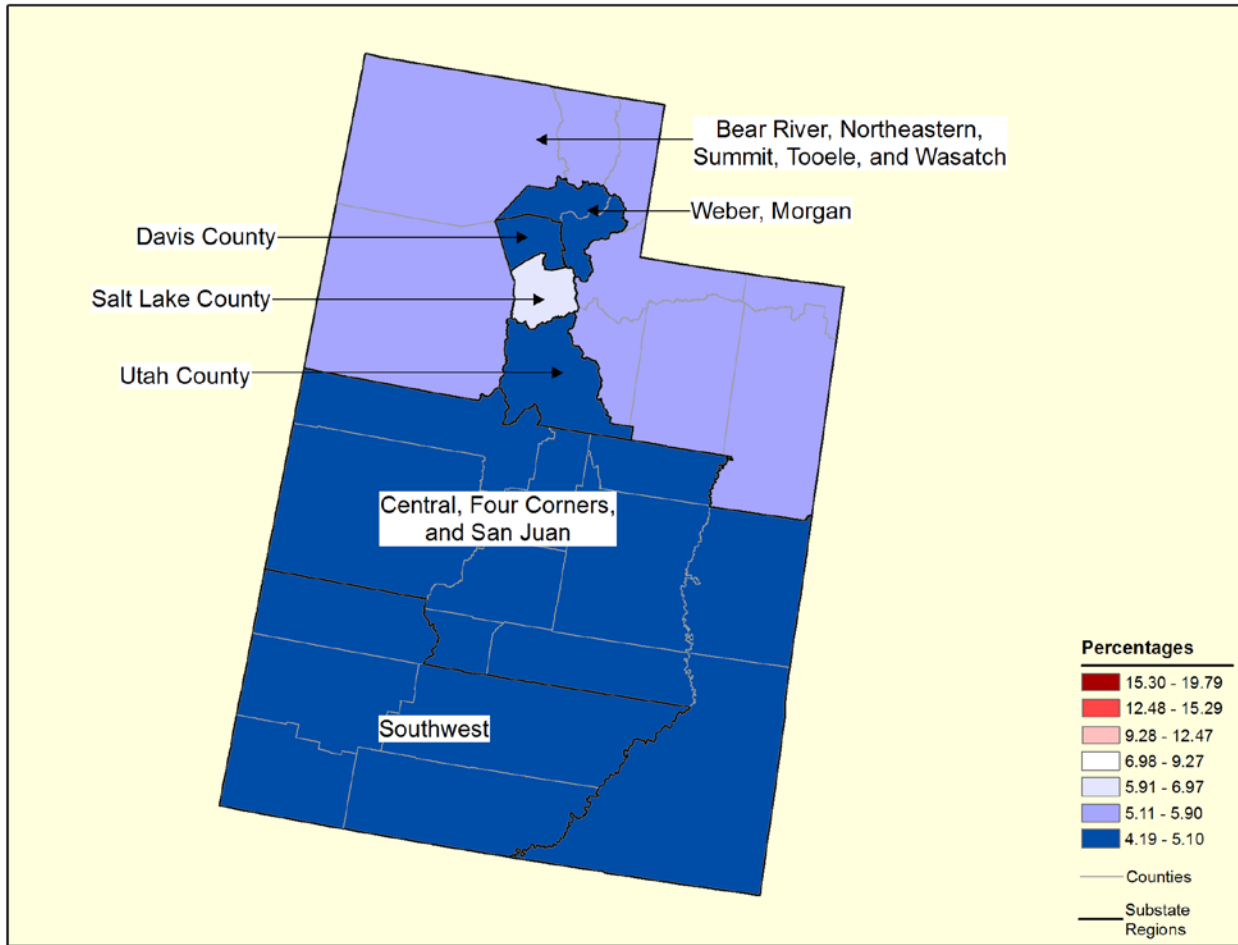 Bear River, Northeastern,
Summit, Tooele, and Wasatch
Weber, Morgan
Davis County
Salt Lake County
Utah County
Central, Four Corners,
and San Juan
Southwest
Percentages
15.30 - 19.79
12.48 - 15.29
9.28 - 12.47
6.98 - 9.27
5.91 - 6.97
5.11 - 5.90
4.19 - 5.10
Counties
Substate
Regions